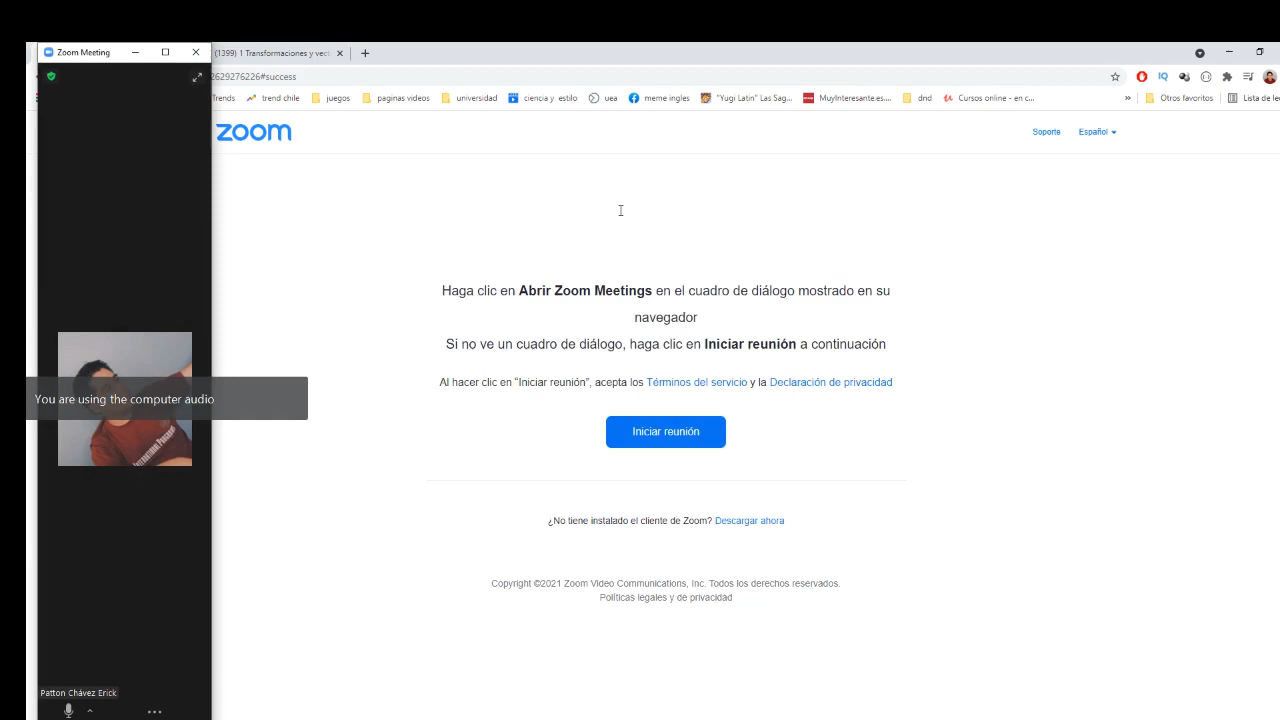 Zoom Meeting
(1399) 1 Transformaciones y vect
2629276226#success
Trends
trend chile
juegos
paginas videos
universidad
ciencia y estilo
uea
meme ingles
"Yugi Latin" Las Sag...
MuyInteresante.es....
dnd
Cursos online - en c...
»
Otros favoritos
Lista de le
zoom
Soporte
Español
Haga clic en Abrir Zoom Meetings en el cuadro de diálogo mostrado en su
navegador
Si no ve un cuadro de diálogo, haga clic en Iniciar reunión a continuación
Al hacer clic en “Iniciar reunión”, acepta los Términos del servicio y la Declaración de privacidad
You are using the computer audio
Iniciar reunión
¿No tiene instalado el cliente de Zoom? Descargar ahora
Copyright ©2021 Zoom Video Communications, Inc. Todos los derechos reservados.
Políticas legales y de privacidad
Patton Chávez Erick